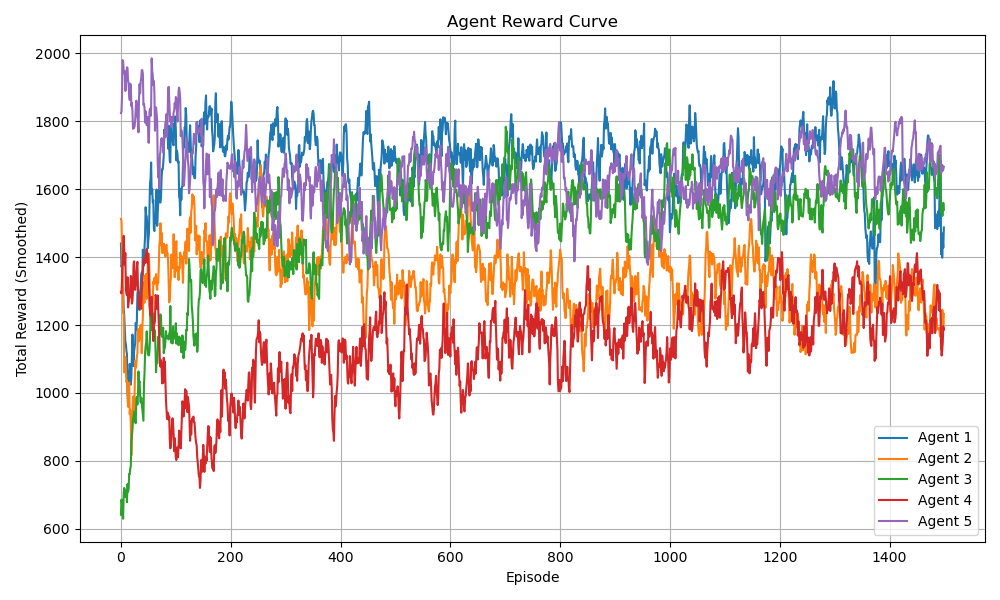 Agent Reward Curve
Total Reward (Smoothed)
2000
1800
1600
1400
1200
1000
800
600
0 200 400 600 800 1000 1200 1400
Episode
Agent 1
Agent 2
Agent 3
Agent 4
Agent 5